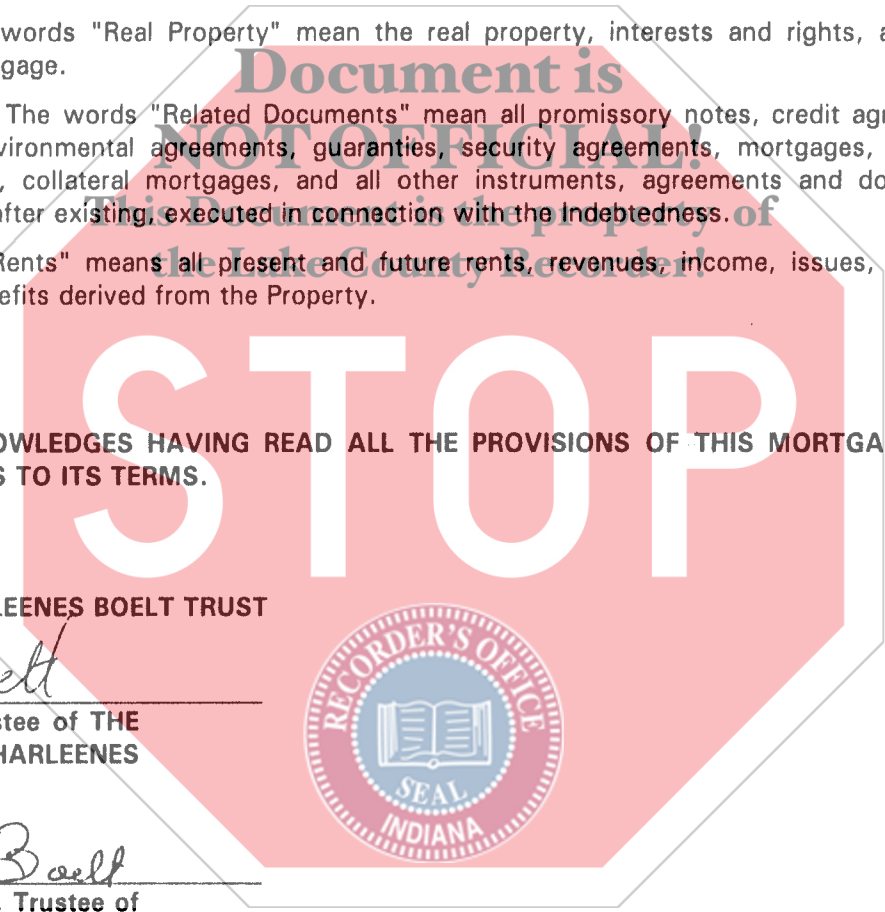 words "Real Property" mean the real property, interests and rights, a
gage.
Document is
The words "Related Documents" mean all promissory notes, credit agr
NOT OFFICIAL!
vironmental agreements, guaranties, security agreements, mortgages,
, collateral mortgages, and all other instruments, agreements and do
This Document is the property of
after existing, executed in connection with the Indebtedness.
the Lake County Recorder!
Rents" means all present and future rents, revenues, income, issues,
efits derived from the Property.
STOP
OWLEDGES HAVING READ ALL THE PROVISIONS OF THIS MORTGA
S TO ITS TERMS.
LEENES BOELT TRUST
elt
stee of THE
HARLEENES
Boelt
, Trustee of
RECORDER'S OFFICE
SEAL
INDIANA